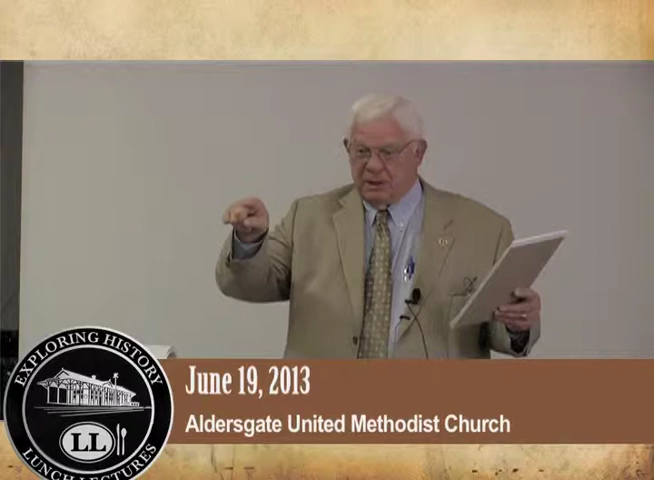 June 19, 2013
Aldersgate United Methodist Church
EXPLORING HISTORY
LL
LUNCH LECTURES